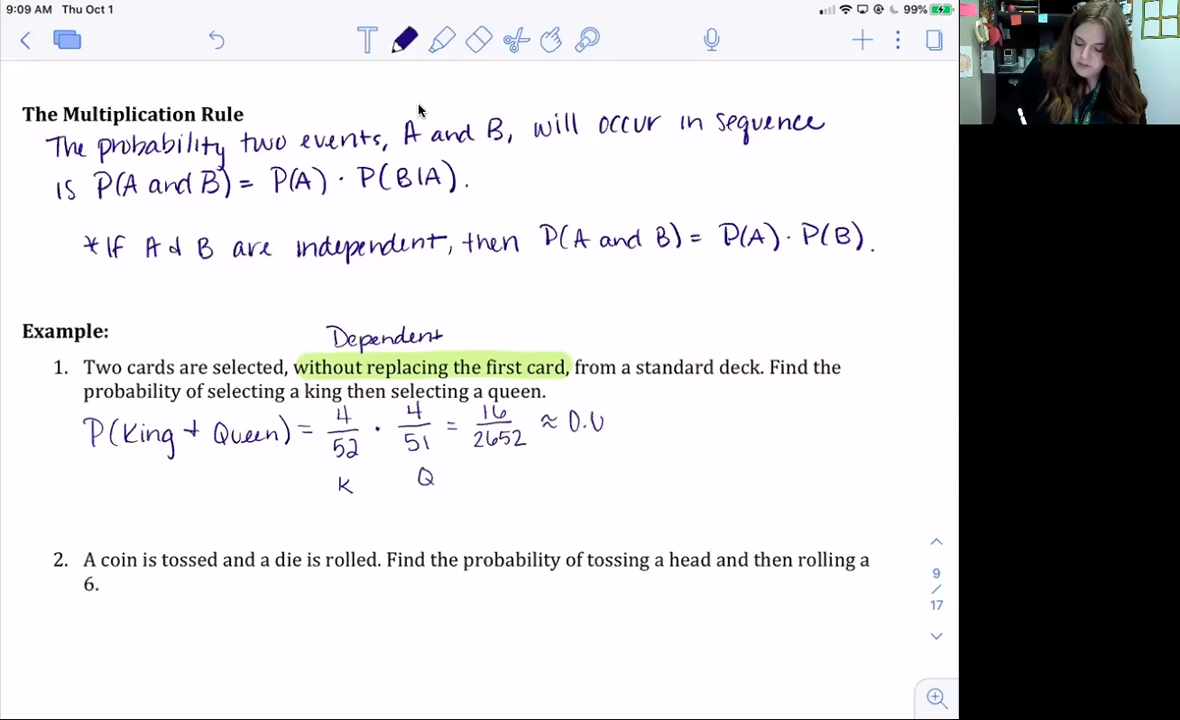 9:09 AM Thu Oct 1
99%
The Multiplication Rule
The probability two events, A and B, will occur in sequence
is P(A and B) = P(A) · P(B|A).
*If A & B are independent, then P(A and B) = P(A) · P(B).
Example:
Dependent
1. Two cards are selected, without replacing the first card, from a standard deck. Find the
probability of selecting a king then selecting a queen.
P(King + Queen) = 4/52 · 4/51 = 16/2652 ≈ 0.0
K Q
2. A coin is tossed and a die is rolled. Find the probability of tossing a head and then rolling a
6.
9
/
17